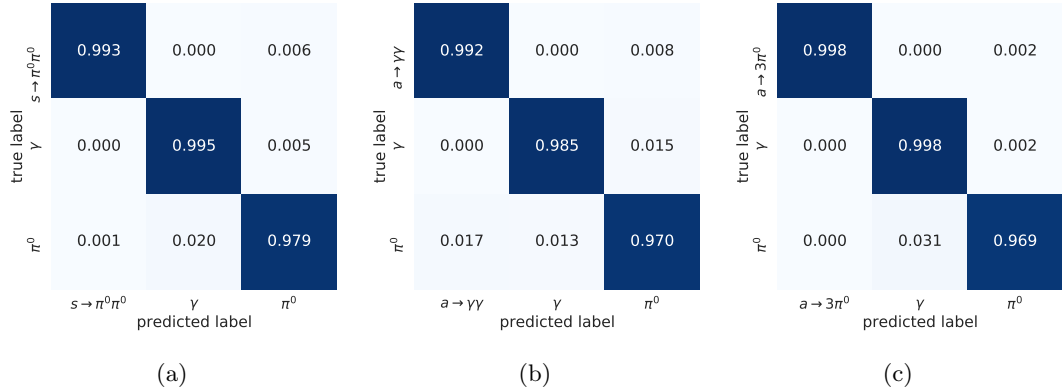 s → π⁰π⁰ 0.993 0.000 0.006
γ 0.000 0.995 0.005
π⁰ 0.001 0.020 0.979
true label
s → π⁰π⁰ γ π⁰
predicted label
(a)
a → γγ 0.992 0.000 0.008
γ 0.000 0.985 0.015
π⁰ 0.017 0.013 0.970
true label
a → γγ γ π⁰
predicted label
(b)
a → 3π⁰ 0.998 0.000 0.002
γ 0.000 0.998 0.002
π⁰ 0.000 0.031 0.969
true label
a → 3π⁰ γ π⁰
predicted label
(c)